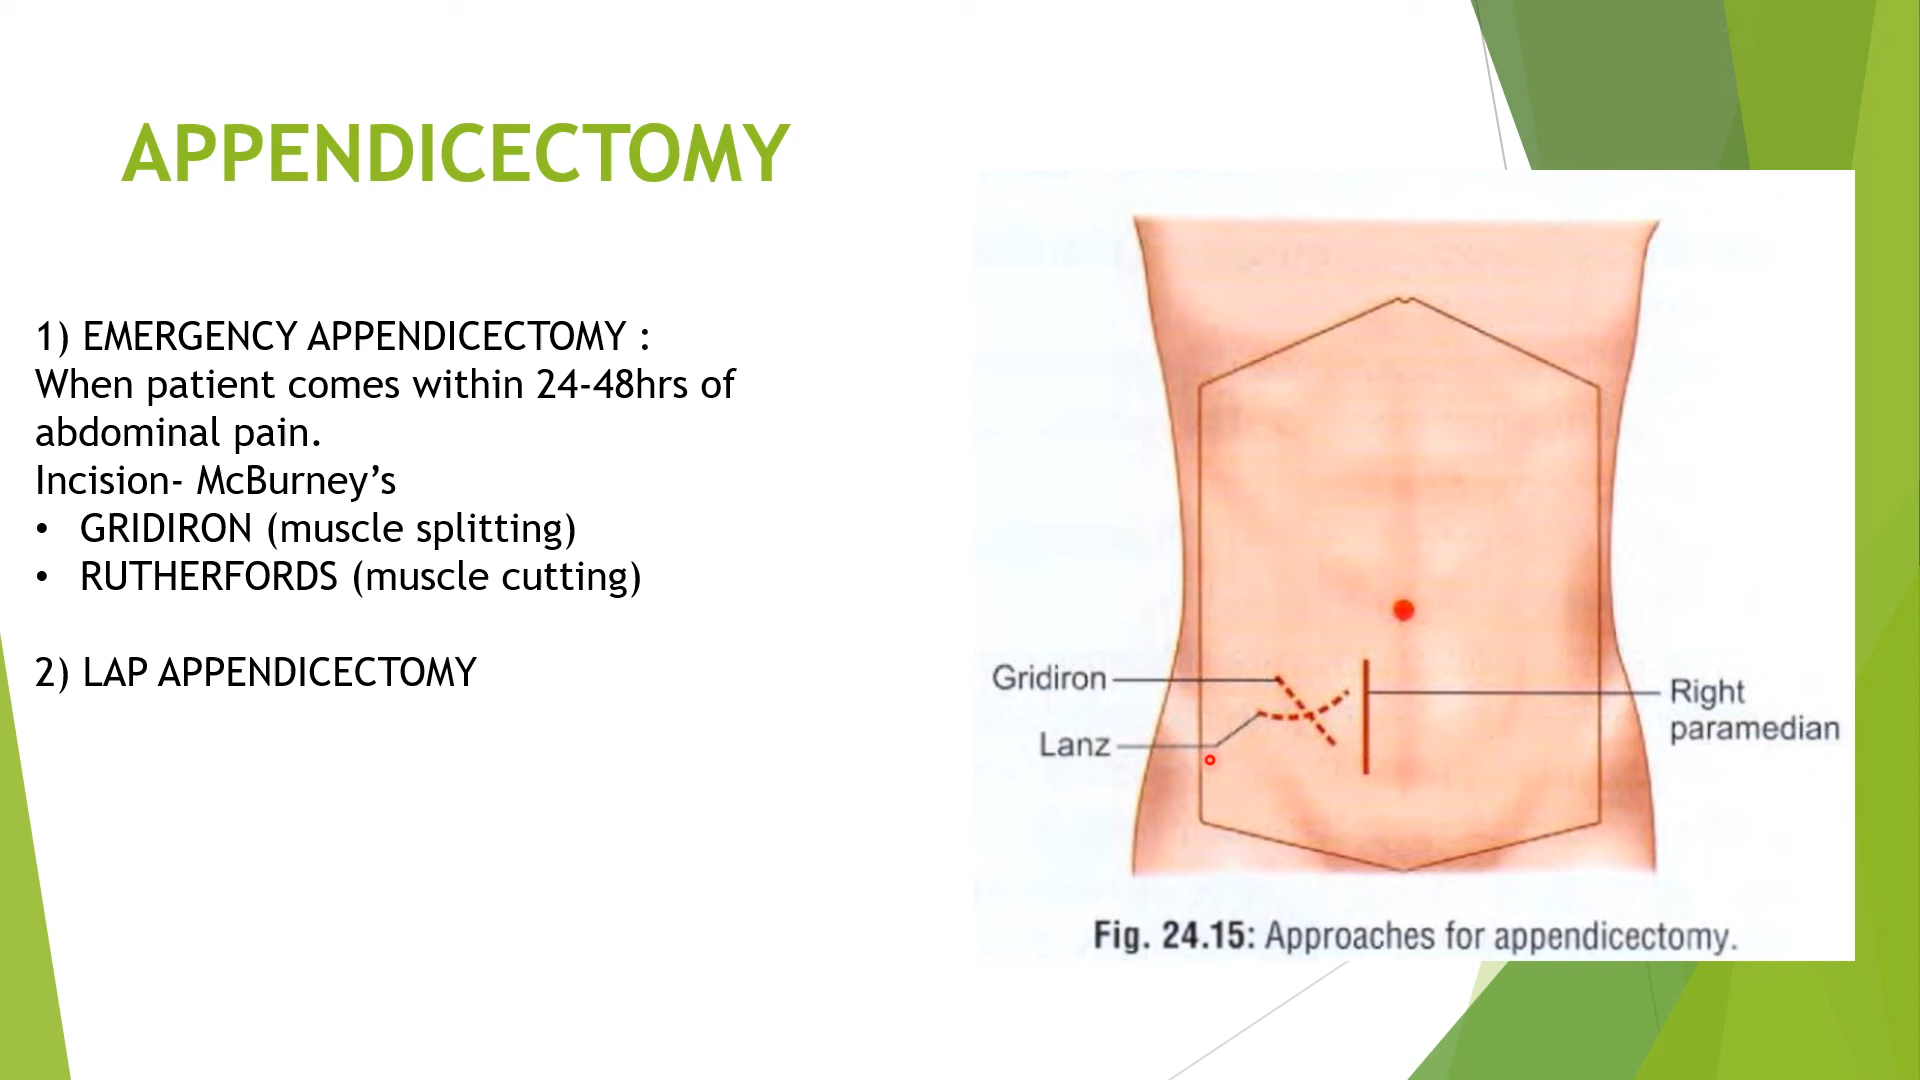 APPENDICECTOMY
1) EMERGENCY APPENDICECTOMY :
When patient comes within 24-48hrs of
abdominal pain.
Incision- McBurney’s
• GRIDIRON (muscle splitting)
• RUTHERFORDS (muscle cutting)
2) LAP APPENDICECTOMY
Gridiron
Lanz
Right
paramedian
Fig. 24.15: Approaches for appendicectomy.